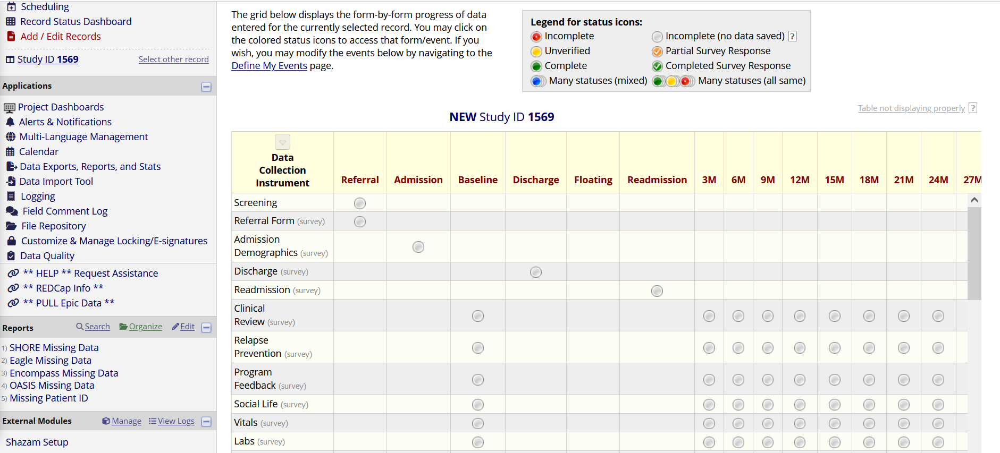 Scheduling
Record Status Dashboard
Add / Edit Records
Study ID 1569 Select other record
Applications
Project Dashboards
Alerts & Notifications
Multi-Language Management
Calendar
Data Exports, Reports, and Stats
Data Import Tool
Logging
Field Comment Log
File Repository
Customize & Manage Locking/E-signatures
Data Quality
** HELP ** Request Assistance
** REDCap Info **
** PULL Epic Data **
Reports Search Organize Edit
1) SHORE Missing Data
2) Eagle Missing Data
3) Encompass Missing Data
4) OASIS Missing Data
5) Missing Patient ID
External Modules Manage View Logs
Shazam Setup
The grid below displays the form-by-form progress of data
entered for the currently selected record. You may click on
the colored status icons to access that form/event. If you
wish, you may modify the events below by navigating to the
Define My Events page.
Legend for status icons:
Incomplete Incomplete (no data saved) ?
Unverified Partial Survey Response
Complete Completed Survey Response
Many statuses (mixed) Many statuses (all same)
Table not displaying properly ?
NEW Study ID 1569
Data
Collection
Instrument Referral Admission Baseline Discharge Floating Readmission 3M 6M 9M 12M 15M 18M 21M 24M 27M
Screening
Referral Form (survey)
Admission
Demographics (survey)
Discharge (survey)
Readmission (survey)
Clinical
Review (survey)
Relapse
Prevention (survey)
Program
Feedback (survey)
Social Life (survey)
Vitals (survey)
Labs (survey)